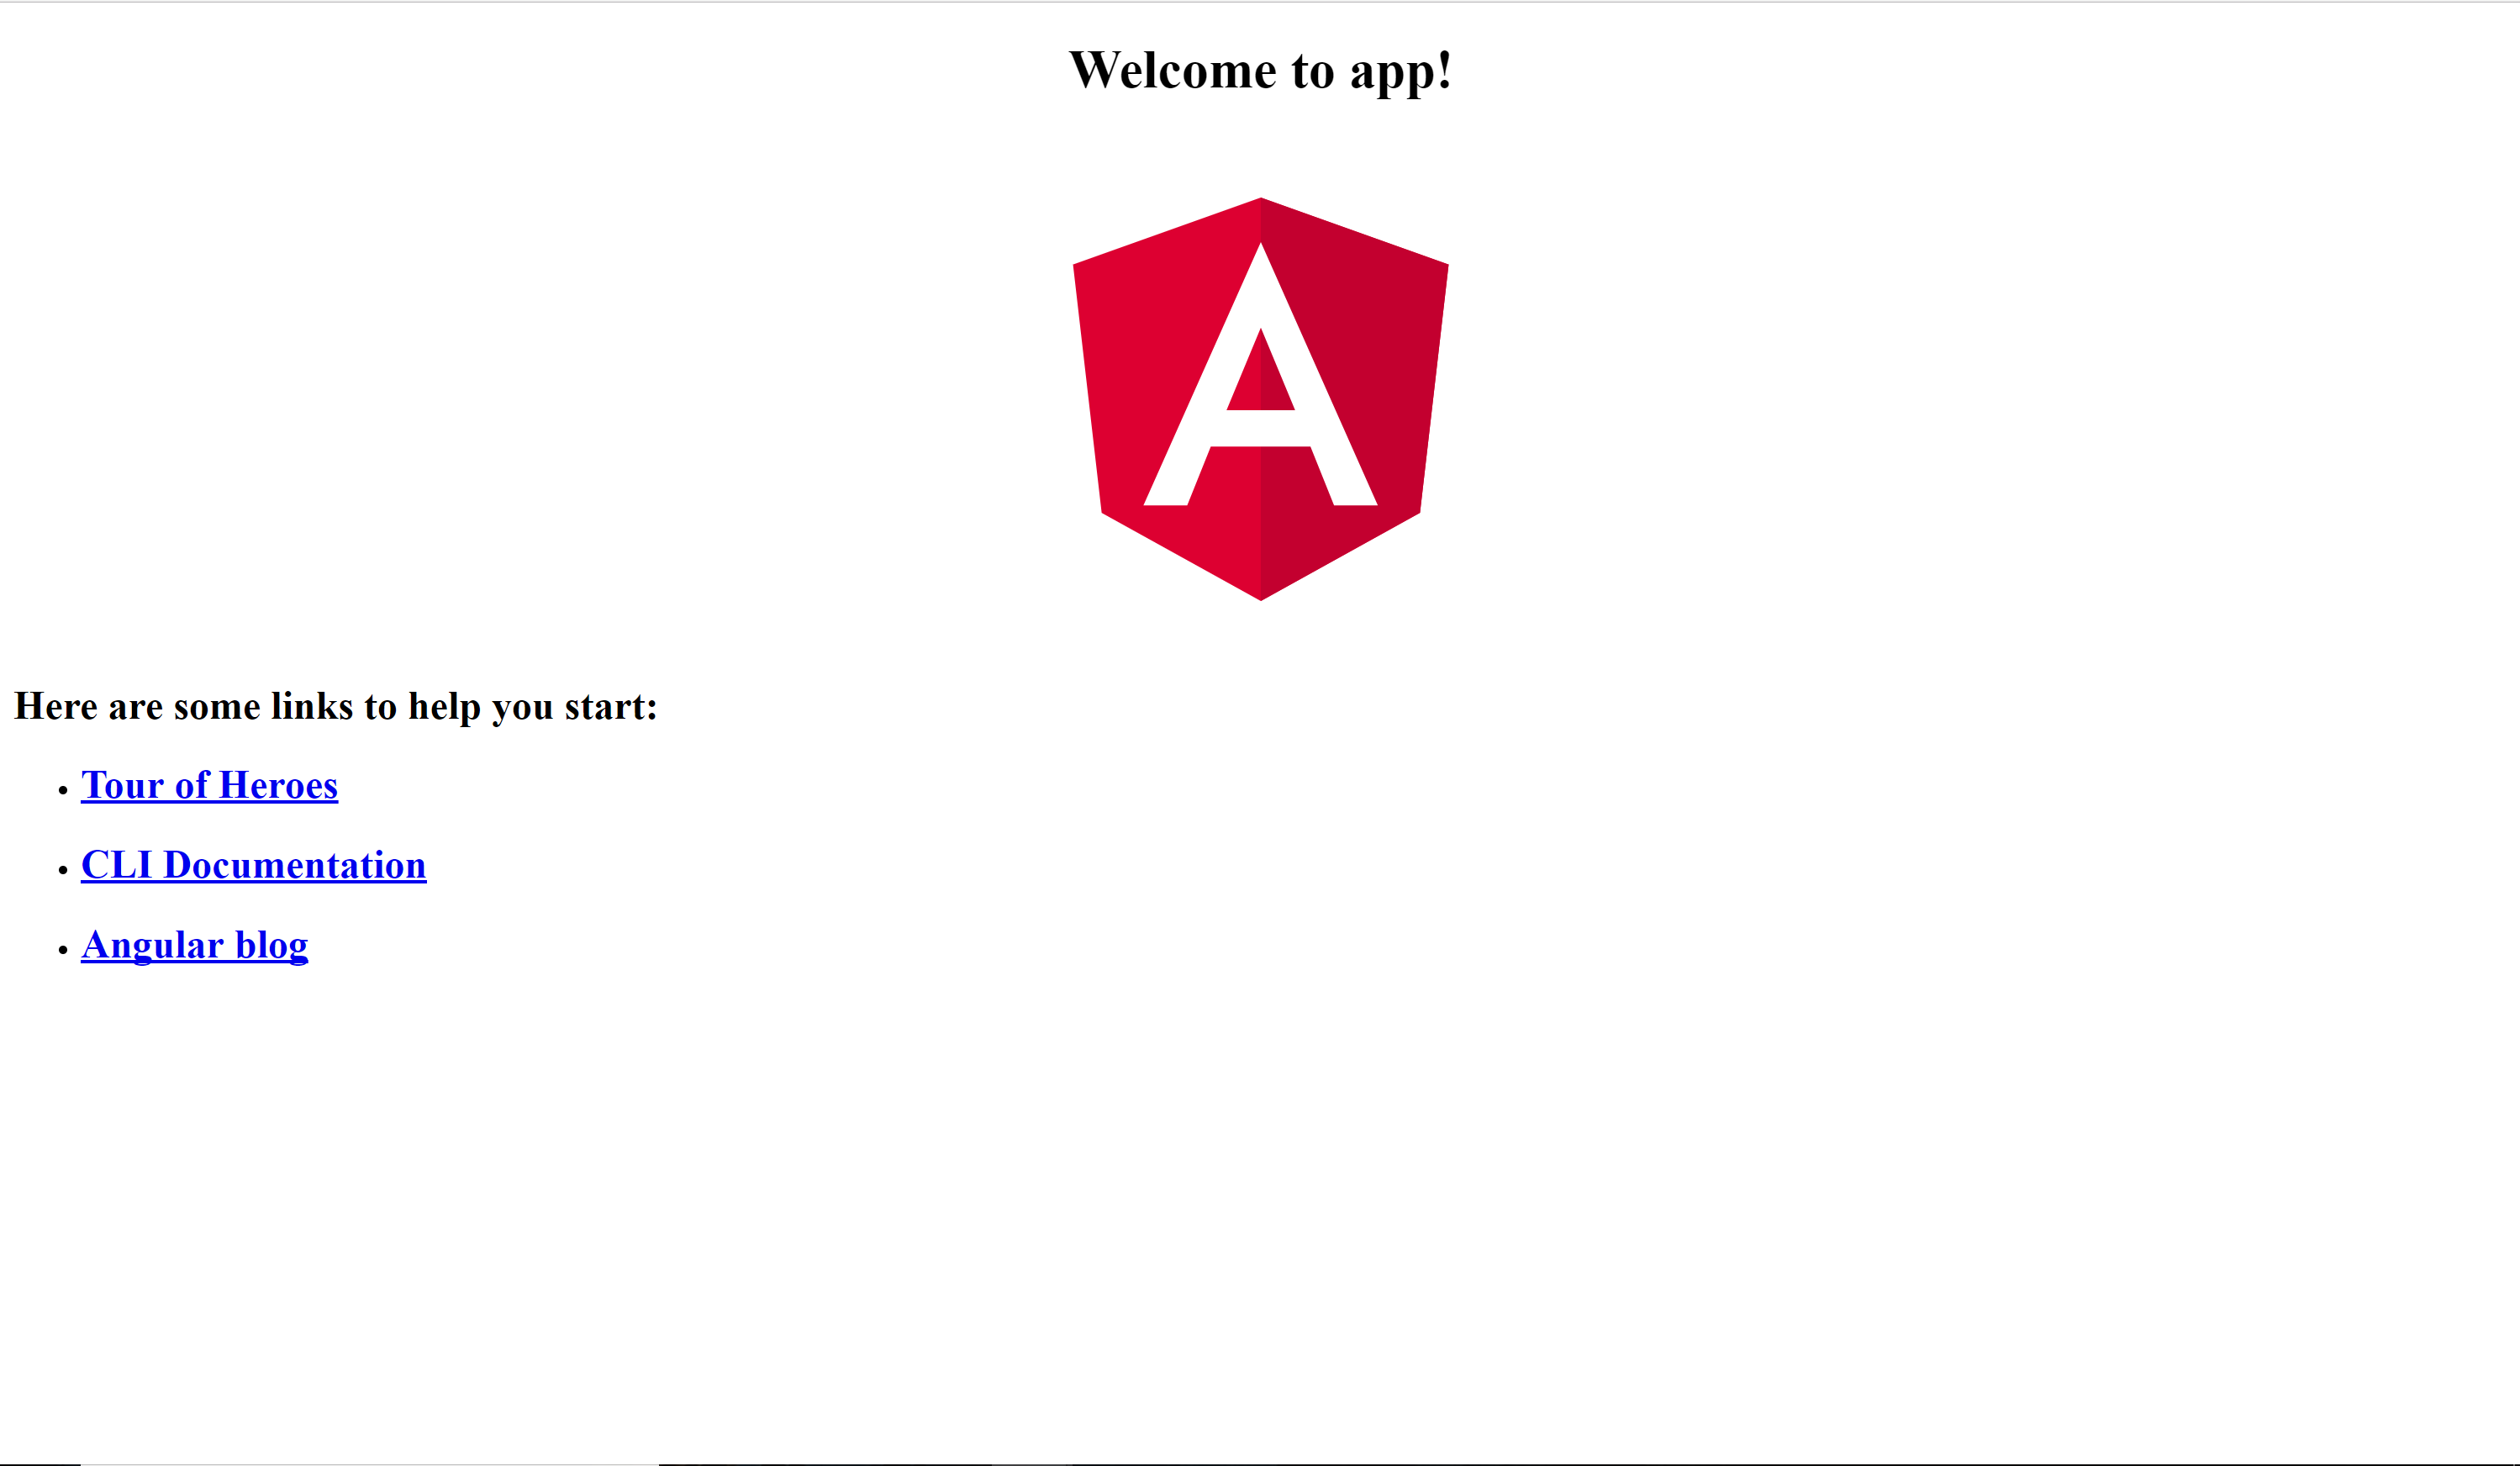 Welcome to app!
A
Here are some links to help you start:
Tour of Heroes
CLI Documentation
Angular blog